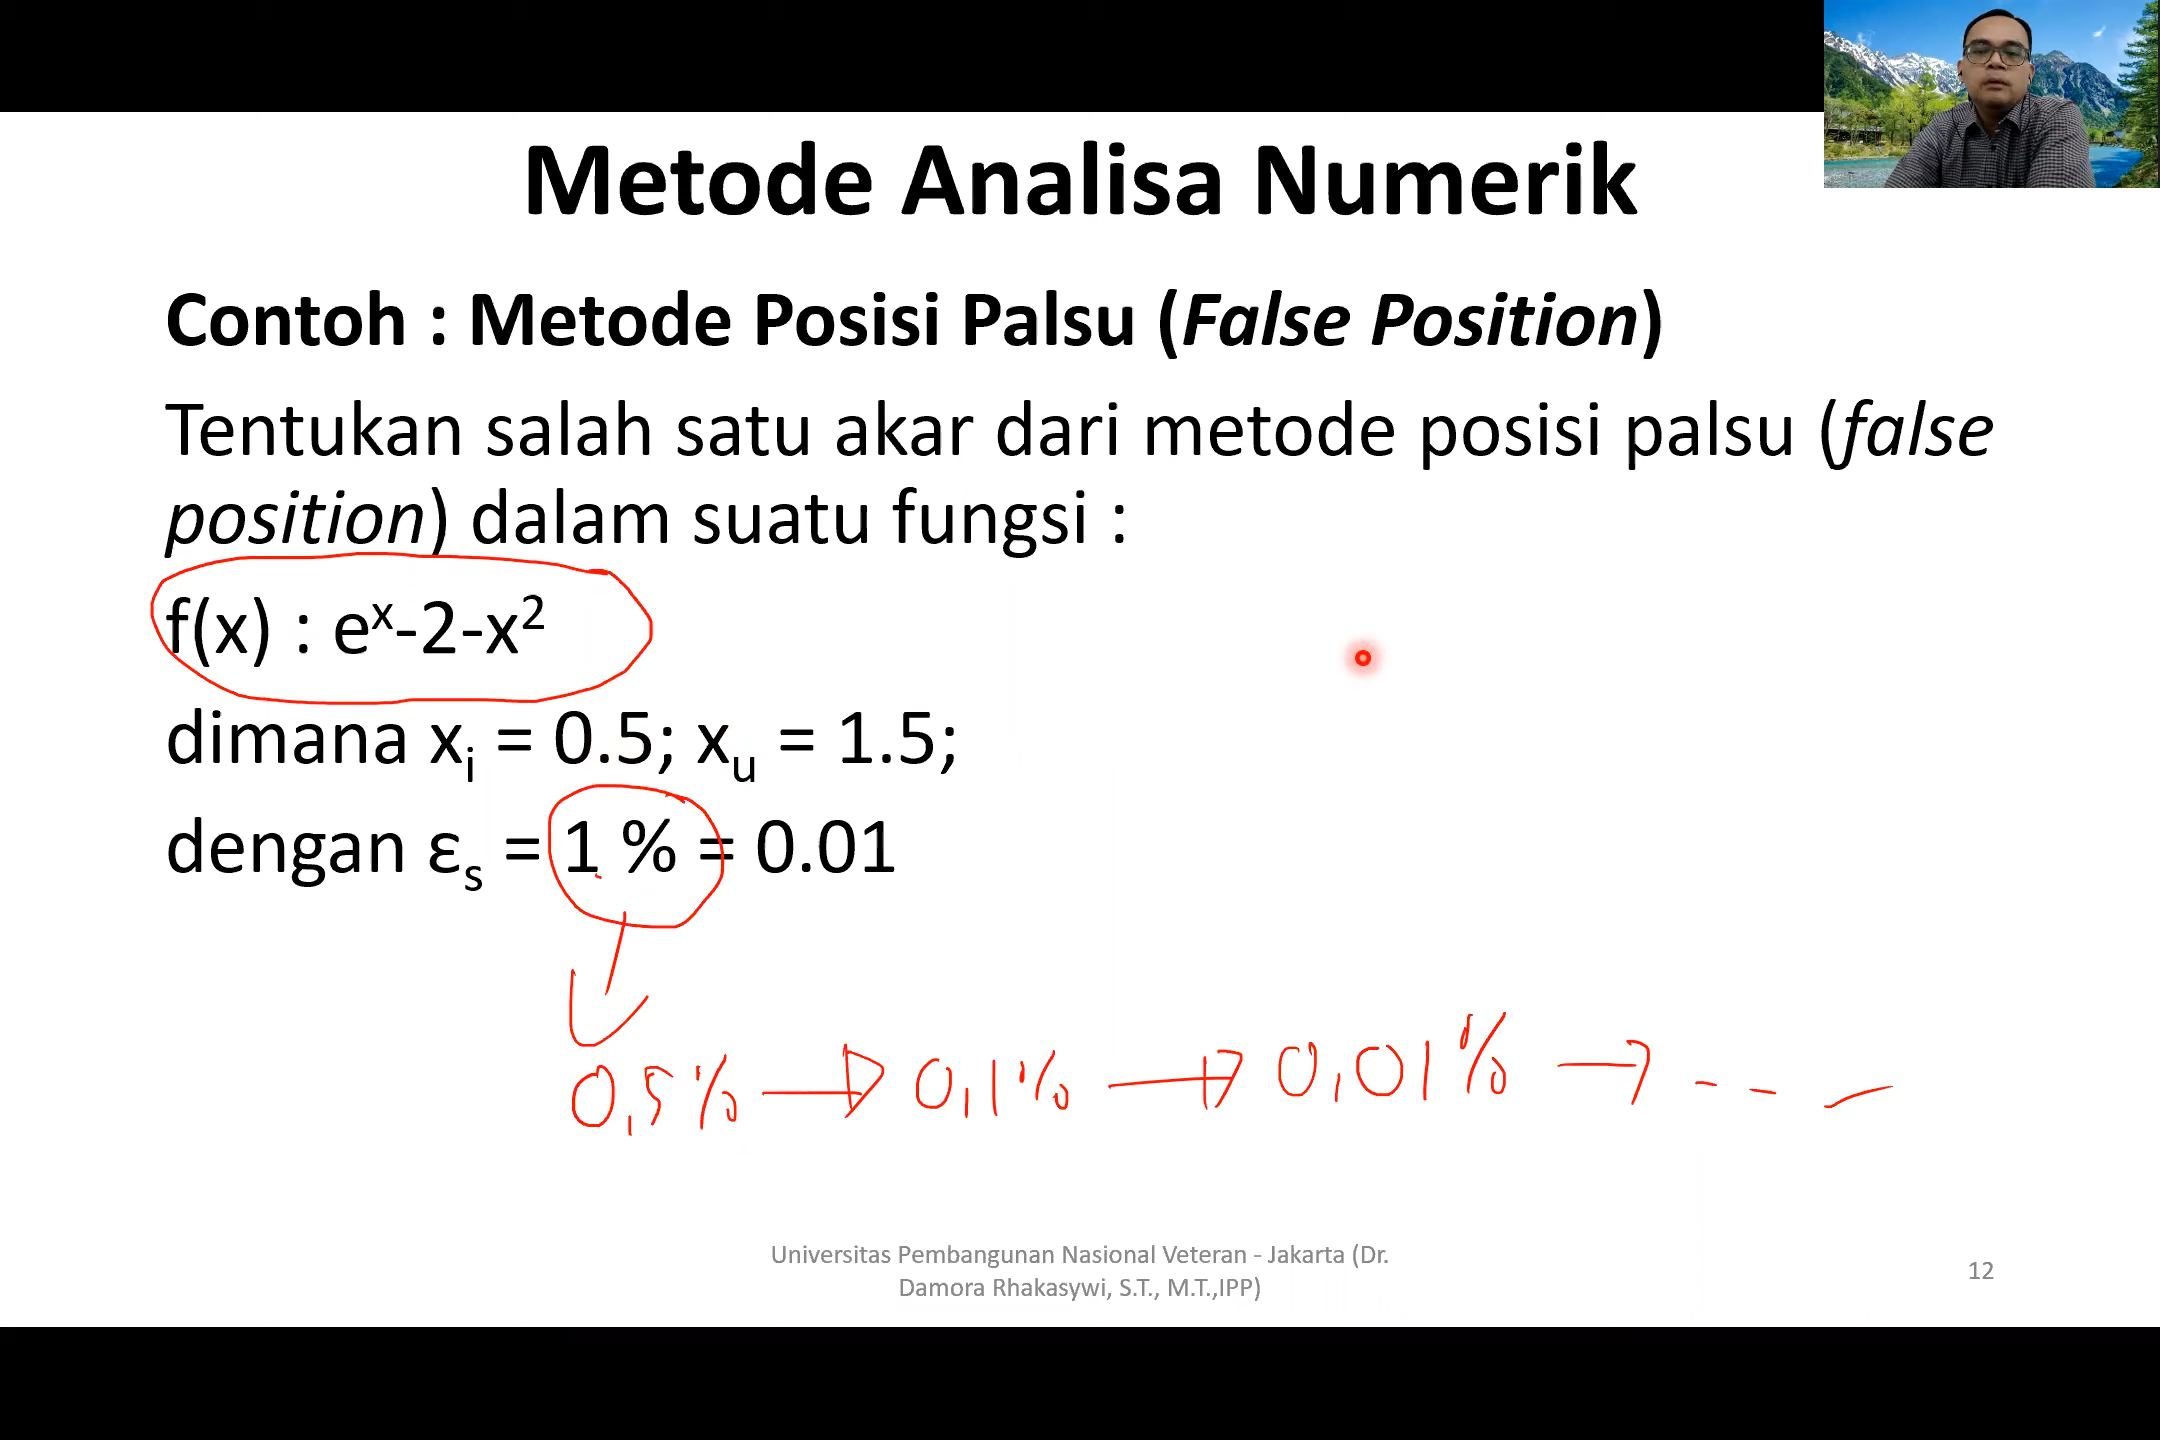 Metode Analisa Numerik
Contoh : Metode Posisi Palsu (False Position)
Tentukan salah satu akar dari metode posisi palsu (false
position) dalam suatu fungsi :
f(x) : eˣ-2-x²
dimana xᵢ = 0.5; xᵤ = 1.5;
dengan εₛ = 1 % = 0.01
0,5% → 0,1% → 0,01% → - - -
Universitas Pembangunan Nasional Veteran - Jakarta (Dr.
Damora Rhakasywi, S.T., M.T.,IPP)
12